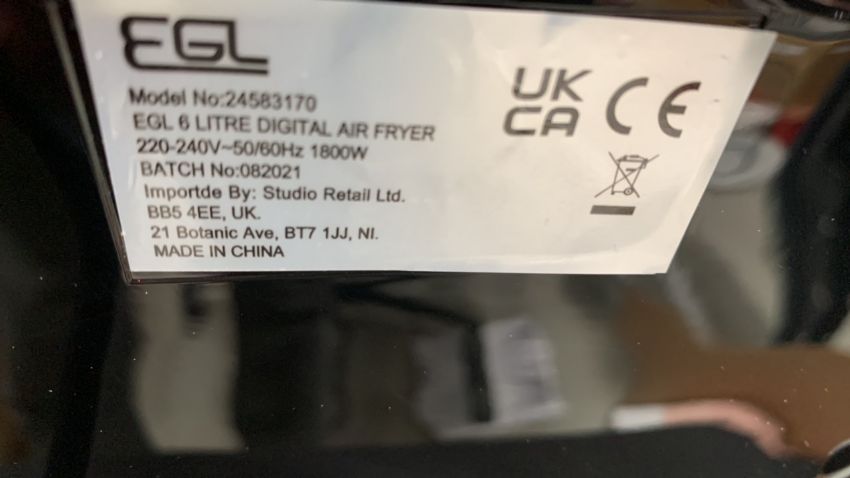 EGL
Model No:24583170
EGL 6 LITRE DIGITAL AIR FRYER
220-240V~50/60Hz 1800W
BATCH No:082021
Importde By: Studio Retail Ltd.
BB5 4EE, UK.
21 Botanic Ave, BT7 1JJ, NI.
MADE IN CHINA
UK
CA
CE